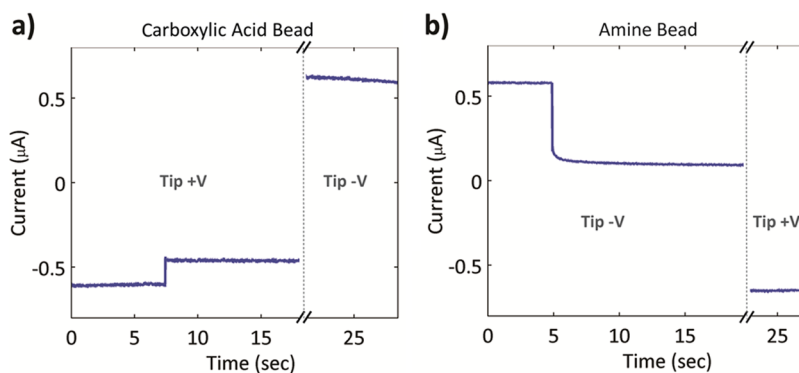 a) Carboxylic Acid Bead
Current (μA)
0.5
0
-0.5
Tip +V
Tip -V
0 5 10 15 25
Time (sec)
b) Amine Bead
Current (μA)
0.5
0
-0.5
Tip -V
Tip +V
0 5 10 15 25
Time (sec)